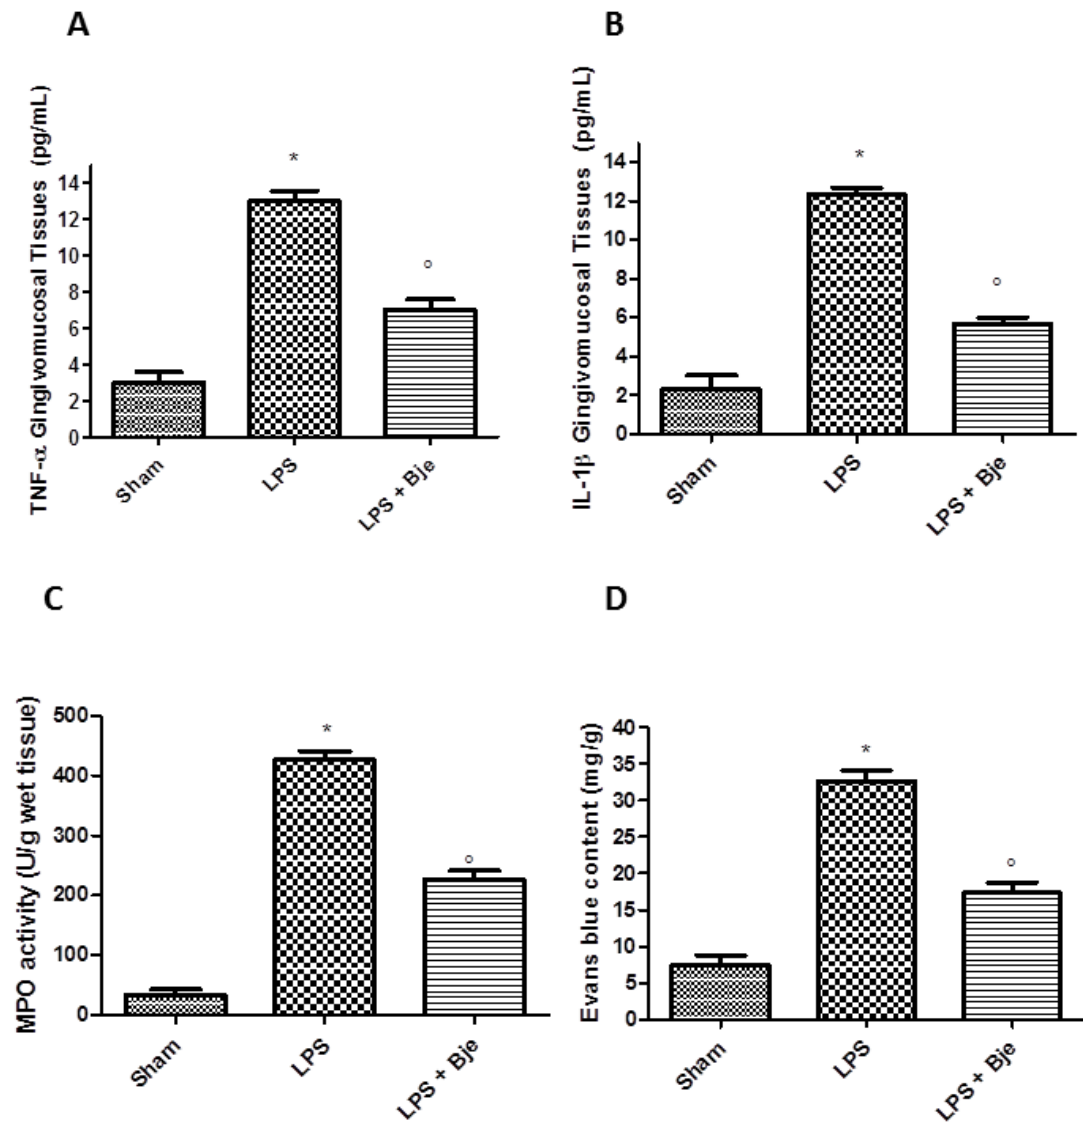 A
TNF-α Gingivomucosal Tissues (pg/mL)
14
12
10
8
6
4
2
0
*
°
Sham
LPS
LPS + Bje
B
IL-1β Gingivomucosal Tissues (pg/mL)
14
12
10
8
6
4
2
0
*
°
Sham
LPS
LPS + Bje
C
MPO activity (U/g wet tissue)
500
400
300
200
100
0
*
°
Sham
LPS
LPS + Bje
D
Evans blue content (mg/g)
40
35
30
25
20
15
10
5
0
*
°
Sham
LPS
LPS + Bje